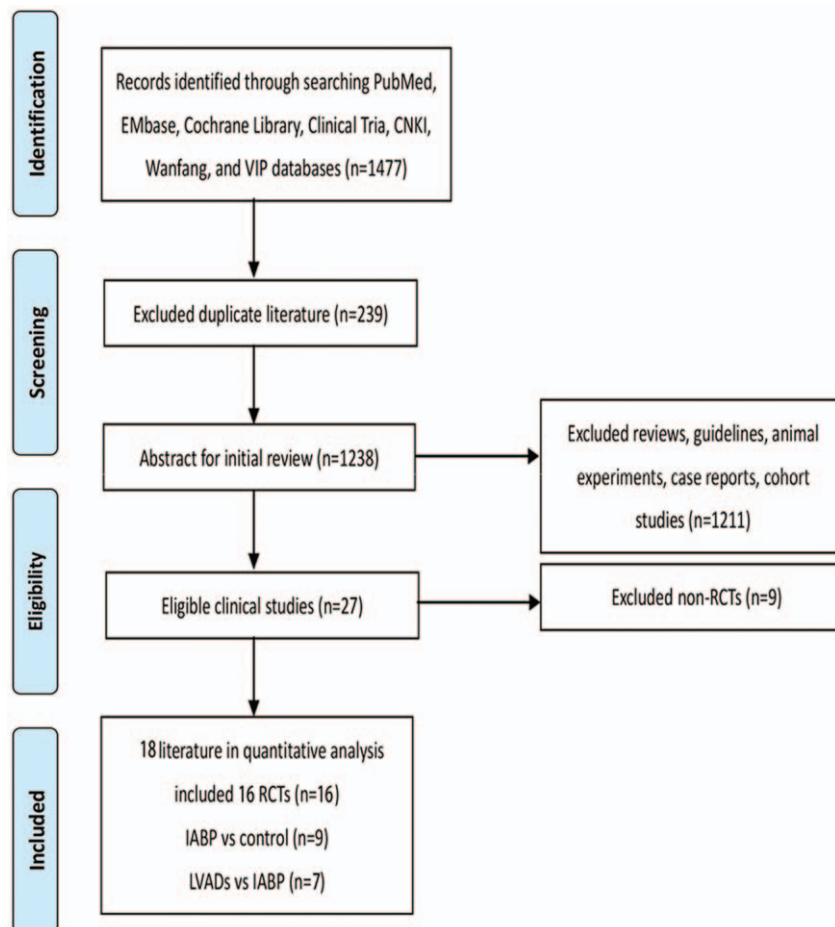 Identification
Records identified through searching PubMed,
EMbase, Cochrane Library, Clinical Tria, CNKI,
Wanfang, and VIP databases (n=1477)
Screening
Excluded duplicate literature (n=239)
Abstract for initial review (n=1238)
Excluded reviews, guidelines, animal
experiments, case reports, cohort
studies (n=1211)
Eligibility
Eligible clinical studies (n=27)
Excluded non-RCTs (n=9)
Included
18 literature in quantitative analysis
included 16 RCTs (n=16)
IABP vs control (n=9)
LVADs vs IABP (n=7)